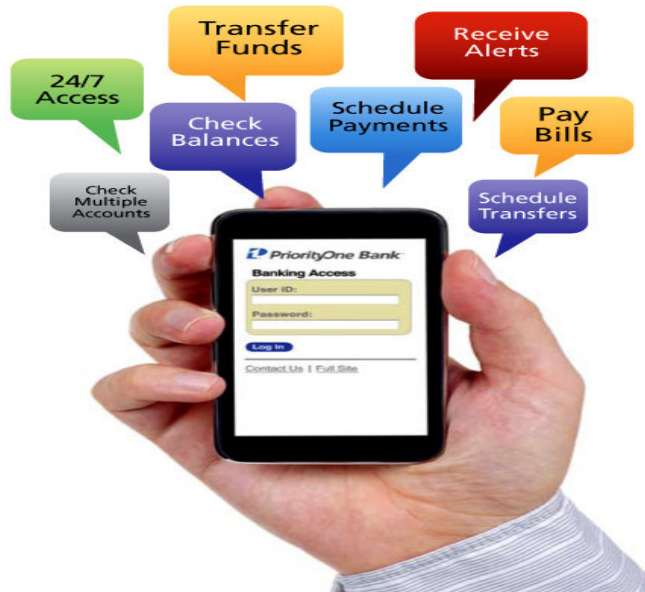 Transfer
Funds
Receive
Alerts
24/7
Access
Check
Balances
Schedule
Payments
Pay
Bills
Check
Multiple
Accounts
Schedule
Transfers
PriorityOne Bank
Banking Access
User ID:
Password:
Log In
Contact Us | Full Site